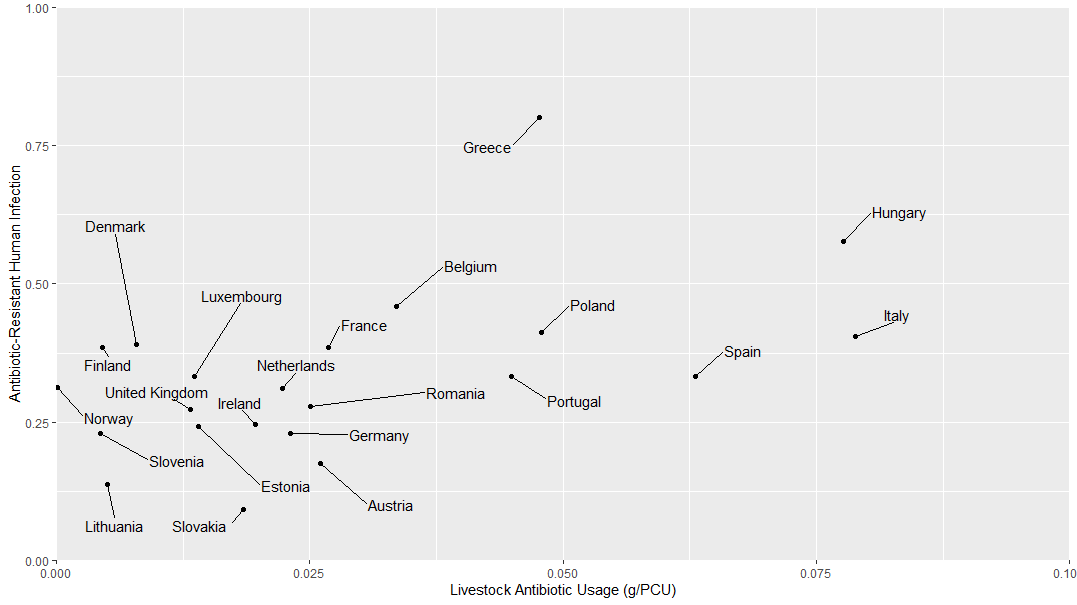 1.00
Greece
0.75
Hungary
Denmark
Belgium
0.50
Luxembourg
Poland
Italy
France
Spain
Finland
Netherlands
United Kingdom
Romania
Portugal
Ireland
Norway
0.25
Germany
Slovenia
Estonia
Austria
Lithuania
Slovakia
0.00
Antibiotic-Resistant Human Infection
0.000 0.025 0.050 0.075 0.10
Livestock Antibiotic Usage (g/PCU)